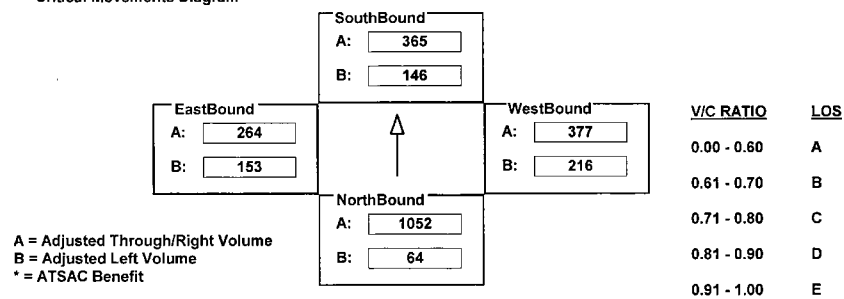 Critical Movements Diagram
SouthBound
A: 365
B: 146
EastBound
A: 264
B: 153
WestBound
A: 377
B: 216
NorthBound
A: 1052
B: 64
A = Adjusted Through/Right Volume
B = Adjusted Left Volume
* = ATSAC Benefit
V/C RATIO LOS
0.00 - 0.60 A
0.61 - 0.70 B
0.71 - 0.80 C
0.81 - 0.90 D
0.91 - 1.00 E